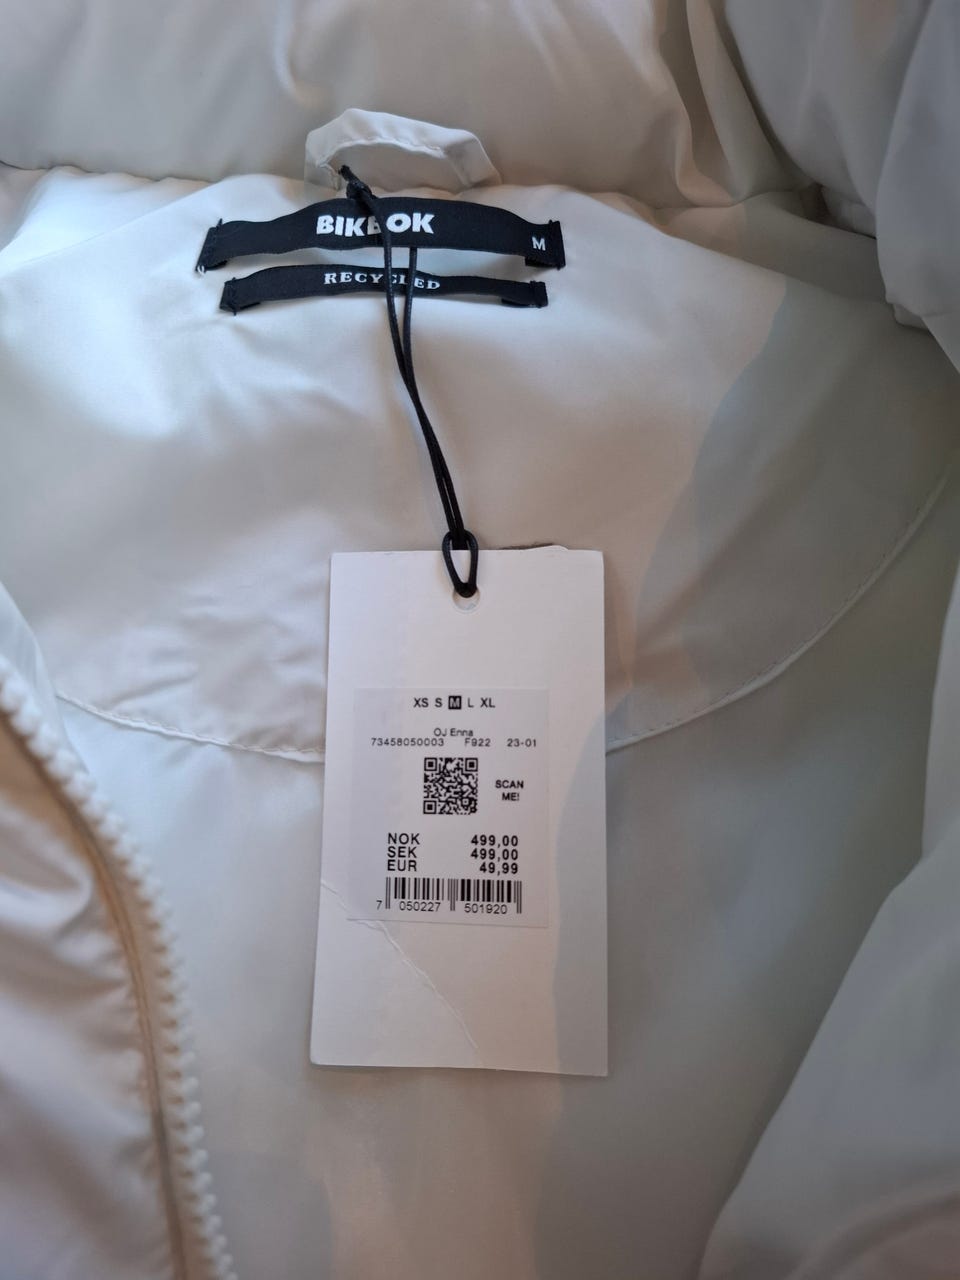 BIKBOK
M
RECYCLED
XS S M L XL
OJ Enna
73458050003 F922 23-01
SCAN
ME!
NOK 499,00
SEK 499,00
EUR 49,99
7 050227 501920